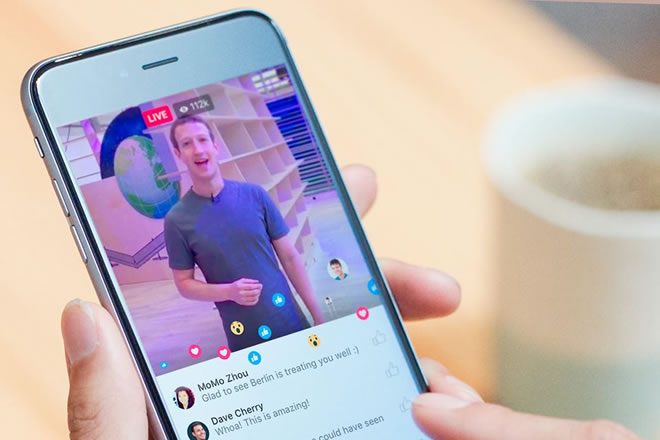 LIVE 112k
MoMo Zhou
Glad to see Berlin is treating you well :)
Dave Cherry
Whoa! This is amazing!
could have seen